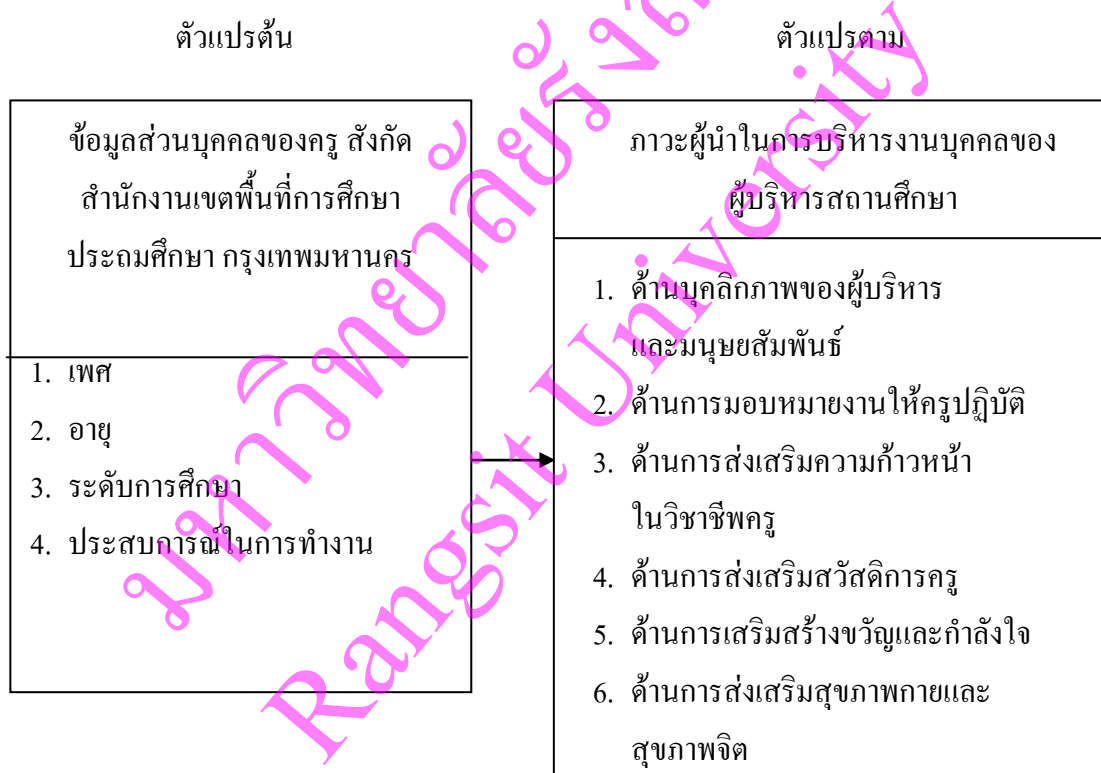 ตัวแปรต้น
ตัวแปรตาม
ข้อมูลส่วนบุคคลของครู สังกัด
สำนักงานเขตพื้นที่การศึกษา
ประถมศึกษา กรุงเทพมหานคร
1. เพศ
2. อายุ
3. ระดับการศึกษา
4. ประสบการณ์ในการทำงาน
ภาวะผู้นำในการบริหารงานบุคคลของ
ผู้บริหารสถานศึกษา
1. ด้านบุคลิกภาพของผู้บริหาร
และมนุษยสัมพันธ์
2. ด้านการมอบหมายงานให้ครูปฏิบัติ
3. ด้านการส่งเสริมความก้าวหน้า
ในวิชาชีพครู
4. ด้านการส่งเสริมสวัสดิการครู
5. ด้านการเสริมสร้างขวัญและกำลังใจ
6. ด้านการส่งเสริมสุขภาพกายและ
สุขภาพจิต
มหาวิทยาลัยรังสิต
Rangsit University